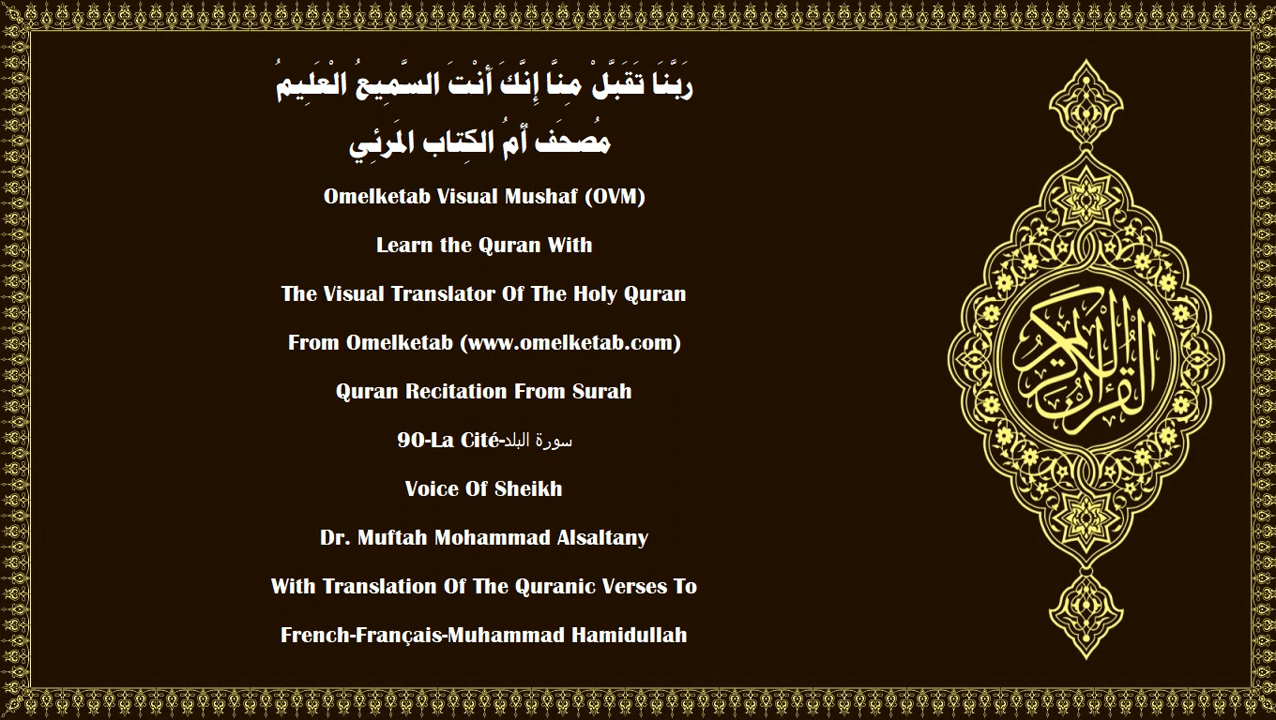 رَبَّنَا تَقَبَّلْ مِنَّا إِنَّكَ أَنْتَ السَّمِيعُ الْعَلِيمُ
مُصحَف أمُ الكِتاب المَرئِي
Omelketab Visual Mushaf (OVM)
Learn the Quran With
The Visual Translator Of The Holy Quran
From Omelketab (www.omelketab.com)
Quran Recitation From Surah
90-La Cité-سورة البلد
Voice Of Sheikh
Dr. Muftah Mohammad Alsaltany
With Translation Of The Quranic Verses To
French-Français-Muhammad Hamidullah
القرآن الكريم